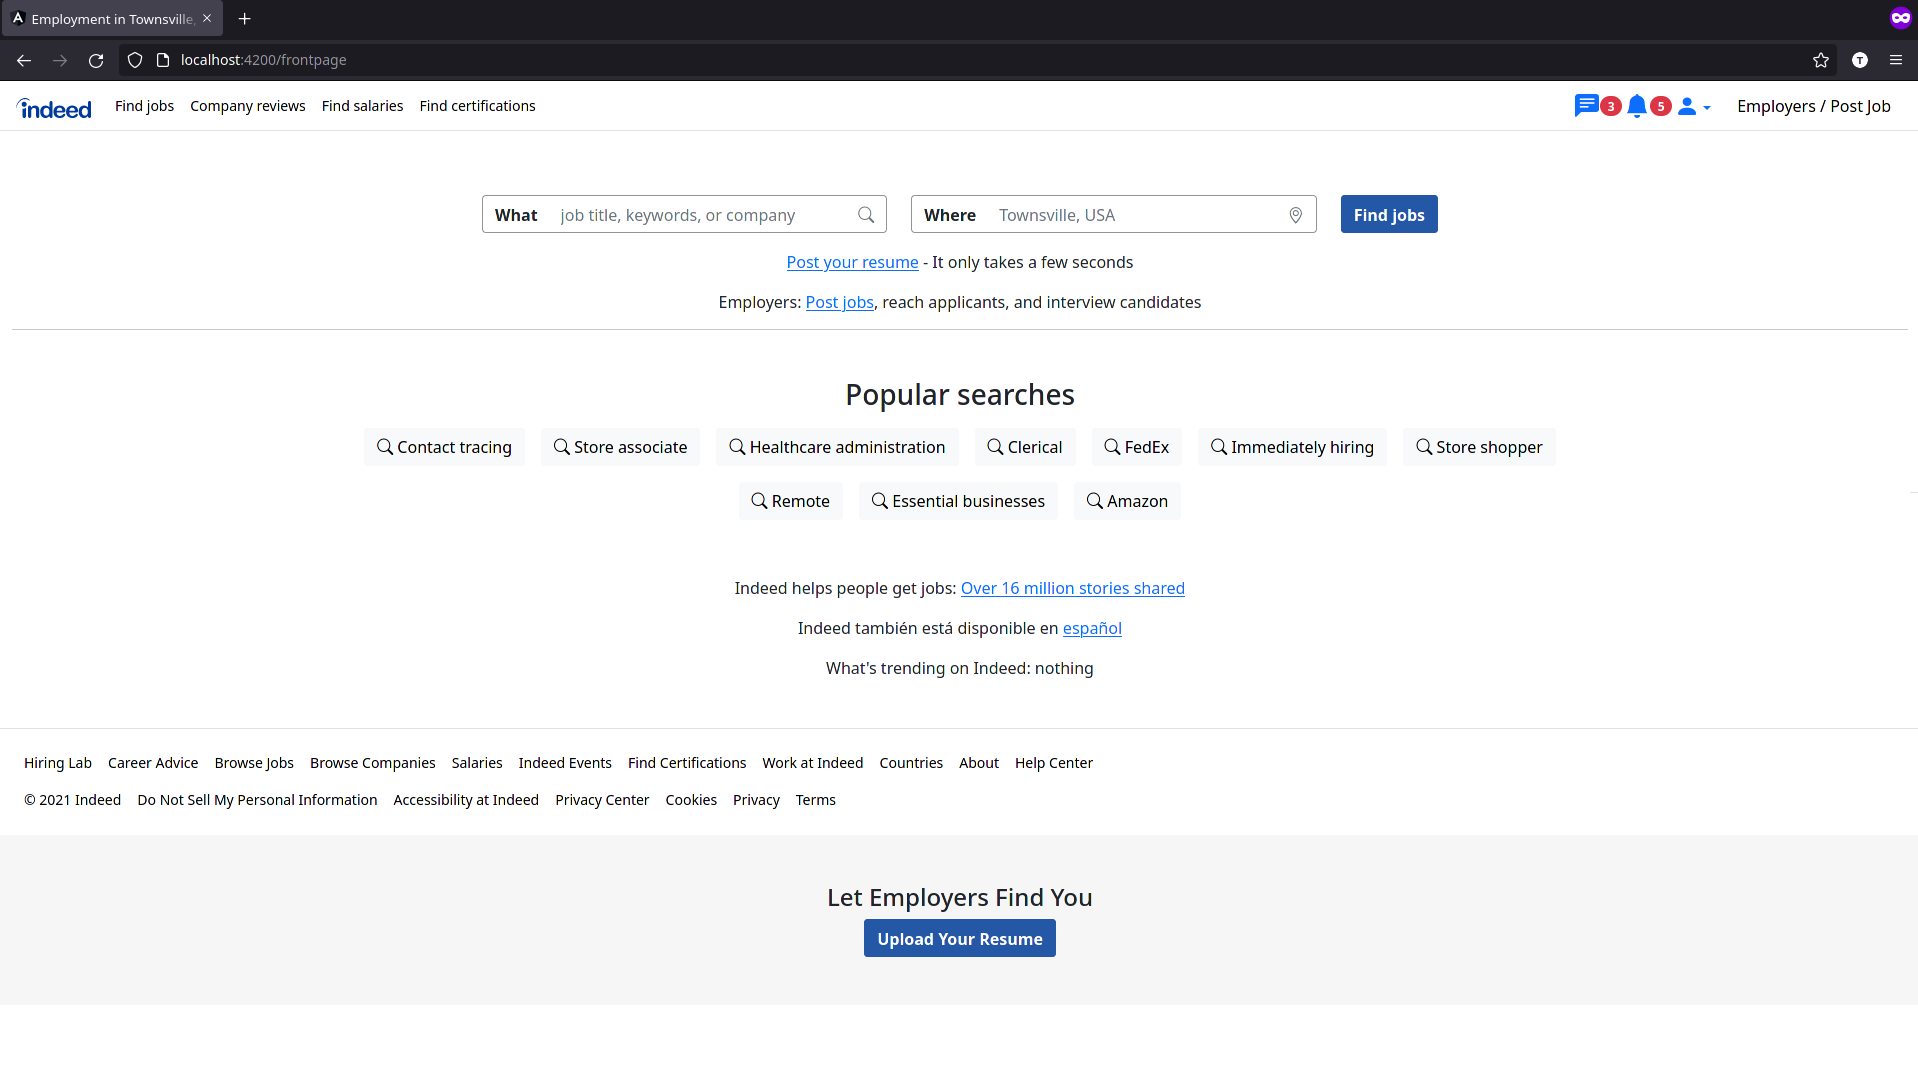 Employment in Townsville,
localhost:4200/frontpage
T
indeed Find jobs Company reviews Find salaries Find certifications 3 5 Employers / Post Job
What job title, keywords, or company Where Townsville, USA Find jobs
Post your resume - It only takes a few seconds
Employers: Post jobs, reach applicants, and interview candidates
Popular searches
Contact tracing Store associate Healthcare administration Clerical FedEx Immediately hiring Store shopper
Remote Essential businesses Amazon
Indeed helps people get jobs: Over 16 million stories shared
Indeed también está disponible en español
What's trending on Indeed: nothing
Hiring Lab Career Advice Browse Jobs Browse Companies Salaries Indeed Events Find Certifications Work at Indeed Countries About Help Center
© 2021 Indeed Do Not Sell My Personal Information Accessibility at Indeed Privacy Center Cookies Privacy Terms
Let Employers Find You
Upload Your Resume